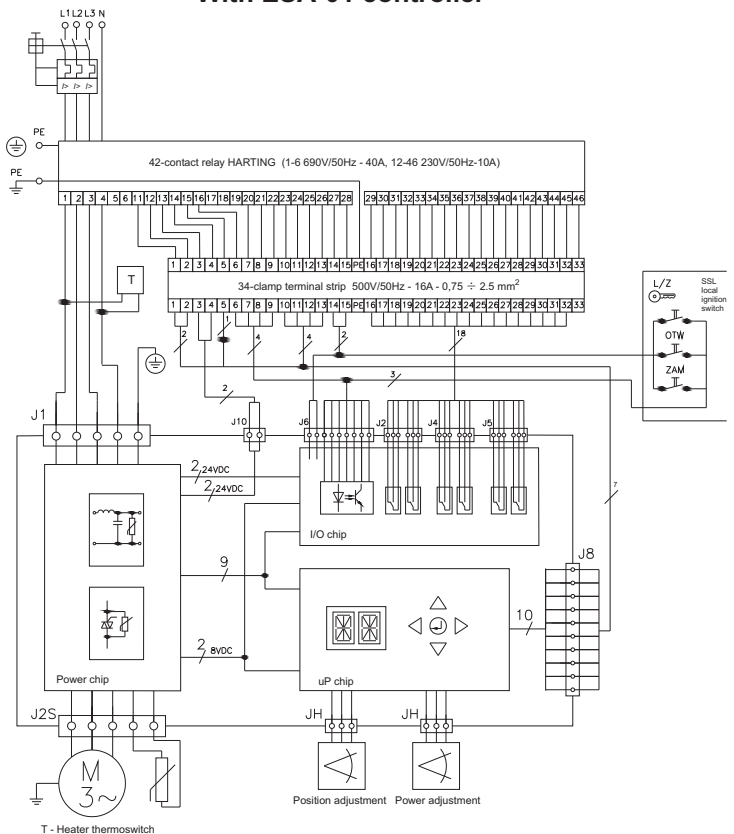 With ESA-01 controller
L1 L2 L3 N
I> I> I>
PE
PE
42-contact relay HARTING (1-6 690V/50Hz - 40A, 12-46 230V/50Hz-10A)
1 2 3 4 5 6 11 12 13 14 15 16 17 18 19 20 21 22 23 24 25 26 27 28 29 30 31 32 33 34 35 36 37 38 39 40 41 42 43 44 45 46
1 2 3 4 5 6 7 8 9 10 11 12 13 14 15 PE 16 17 18 19 20 21 22 23 24 25 26 27 28 29 30 31 32 33
34-clamp terminal strip 500V/50Hz - 16A - 0,75 ÷ 2.5 mm²
1 2 3 4 5 6 7 8 9 10 11 12 13 14 15 PE 16 17 18 19 20 21 22 23 24 25 26 27 28 29 30 31 32 33
T
L/Z
SSL
local
ignition
switch
OTW
ZAM
2 1 4 4 2 18
3
2
7
J1
J10
J6
J2
J4
J5
2 24VDC
2 24VDC
I/O chip
9
J8
10
2 8VDC
Power chip
uP chip
J2S
JH
JH
M
3~
Position adjustment
Power adjustment
T - Heater thermoswitch